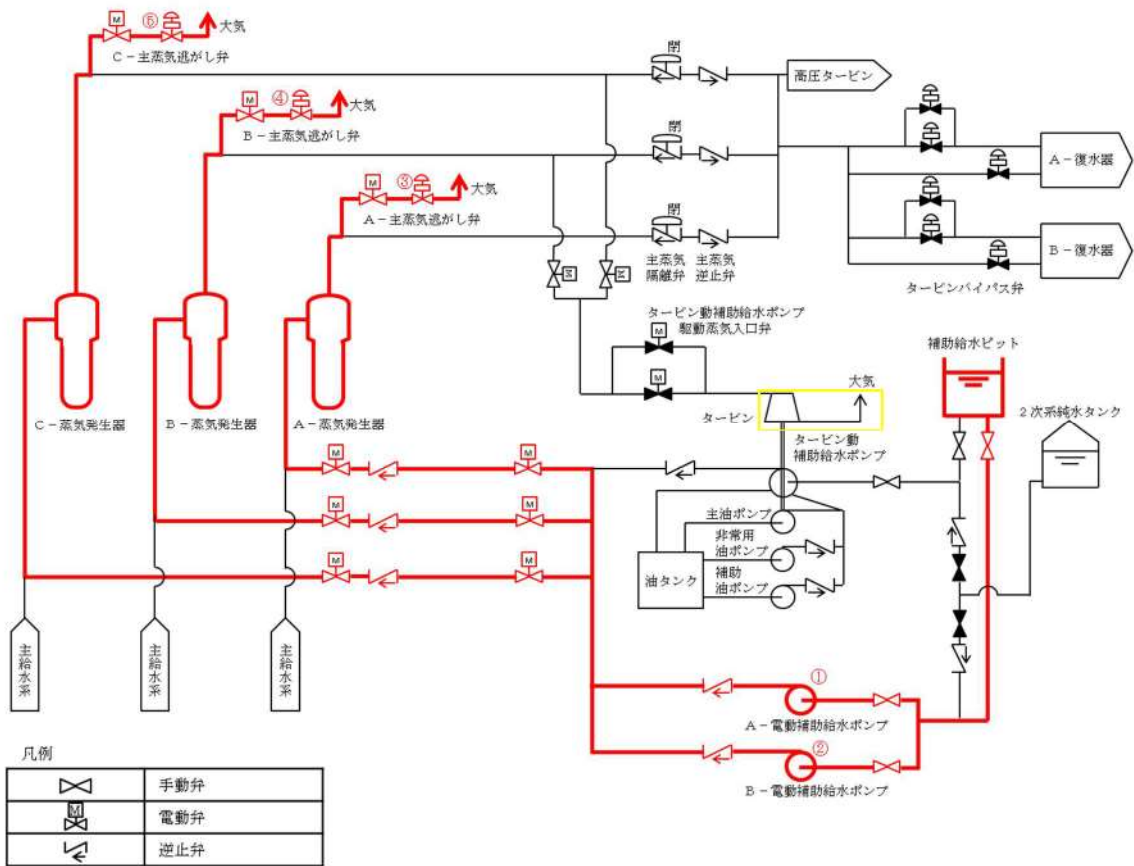 ⑤
大気
C－主蒸気逃がし弁
閉
高圧タービン
④
大気
B－主蒸気逃がし弁
閉
A－復水器
③
大気
A－主蒸気逃がし弁
閉
主蒸気
隔離弁
主蒸気
逆止弁
B－復水器
タービンバイパス弁
タービン動補助給水ポンプ
駆動蒸気入口弁
補助給水ピット
大気
タービン
2次系純水タンク
C－蒸気発生器
B－蒸気発生器
A－蒸気発生器
タービン動
補助給水ポンプ
主油ポンプ
非常用
油ポンプ
補助
油ポンプ
油タンク
主給水系
主給水系
主給水系
①
A－電動補助給水ポンプ
②
B－電動補助給水ポンプ
凡例
手動弁
M
電動弁
逆止弁
M
M
M
M
M
M
M
M
M
M
M
M
M